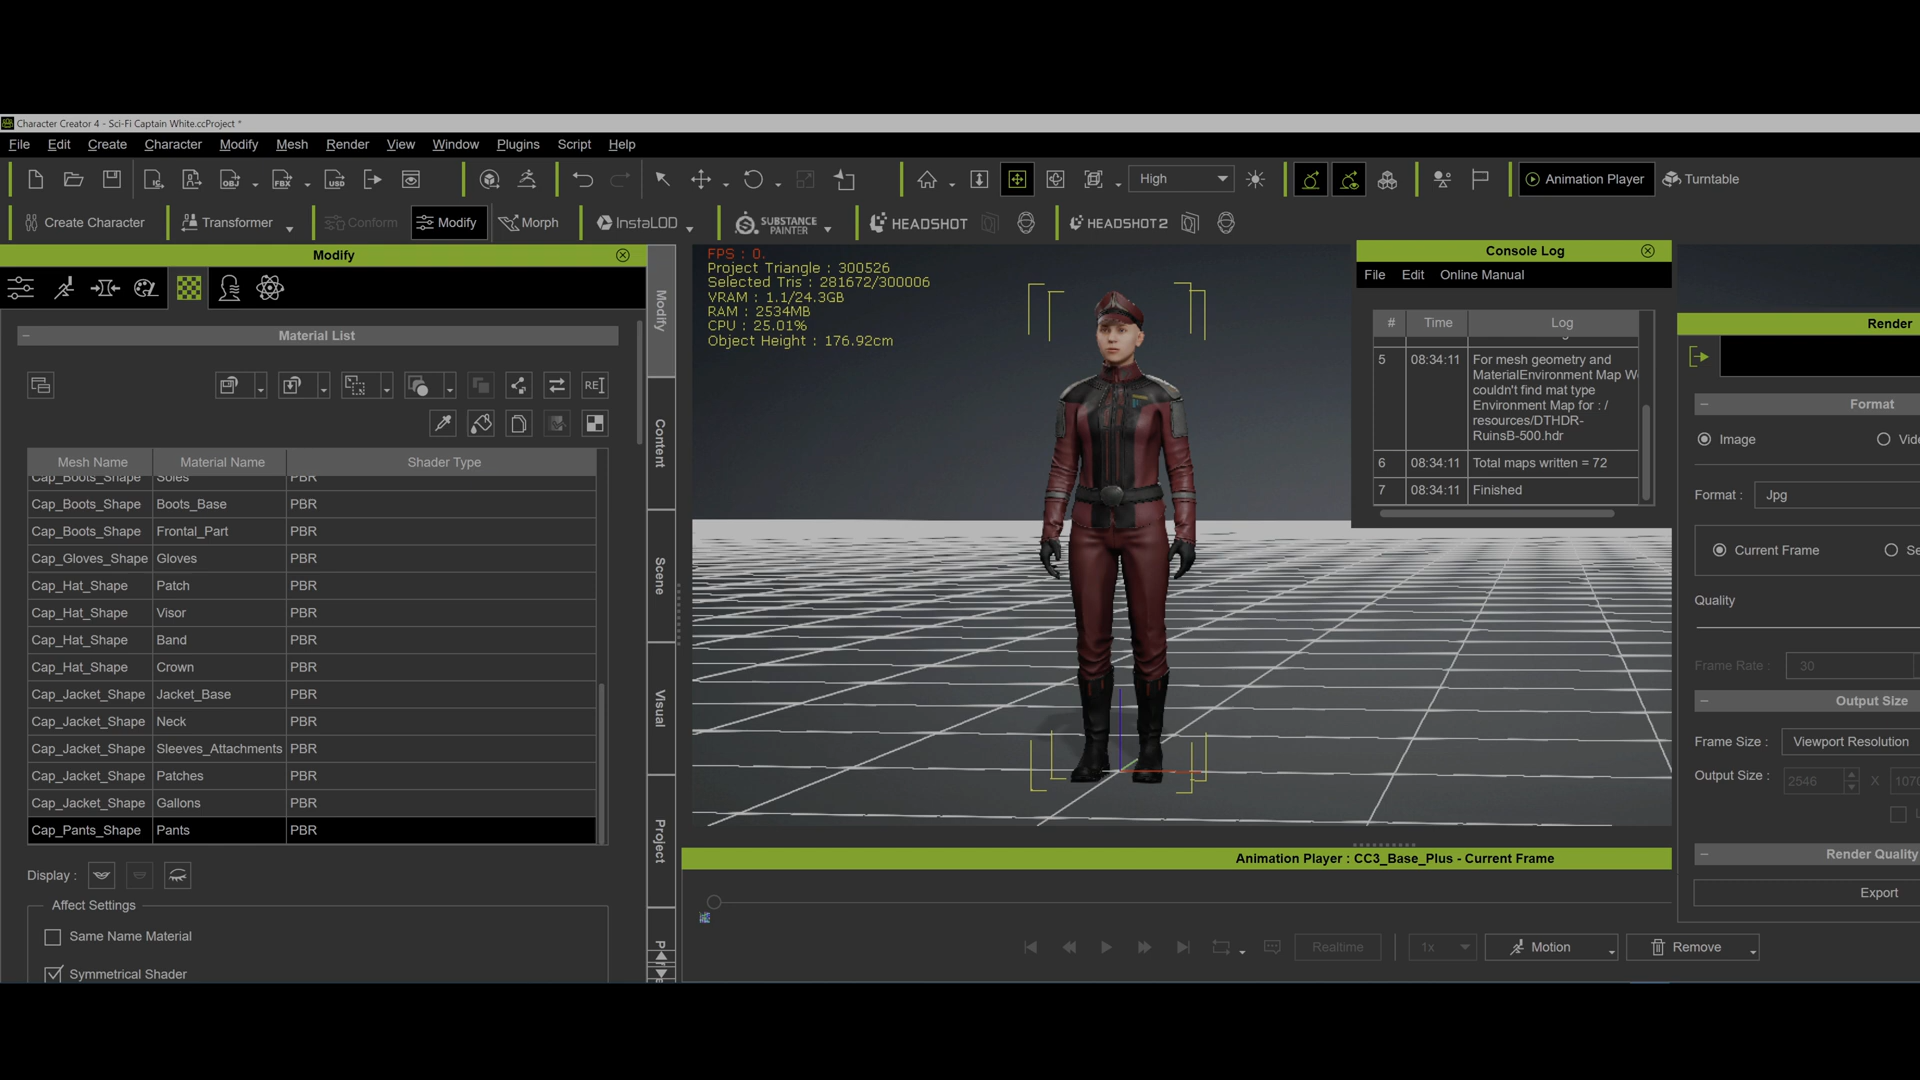 Character Creator 4 - Sci-Fi Captain White.ccProject *
File Edit Create Character Modify Mesh Render View Window Plugins Script Help
OBJ FBX USD High Animation Player Turntable
Create Character Transformer Conform Modify Morph InstaLOD SUBSTANCE PAINTER HEADSHOT HEADSHOT2
Modify
Material List
Mesh Name Material Name Shader Type
Cap_Boots_Shape Soles PBR
Cap_Boots_Shape Boots_Base PBR
Cap_Boots_Shape Frontal_Part PBR
Cap_Gloves_Shape Gloves PBR
Cap_Hat_Shape Patch PBR
Cap_Hat_Shape Visor PBR
Cap_Hat_Shape Band PBR
Cap_Hat_Shape Crown PBR
Cap_Jacket_Shape Jacket_Base PBR
Cap_Jacket_Shape Neck PBR
Cap_Jacket_Shape Sleeves_Attachments PBR
Cap_Jacket_Shape Patches PBR
Cap_Jacket_Shape Gallons PBR
Cap_Pants_Shape Pants PBR
Display :
Affect Settings
Same Name Material
Symmetrical Shader
Modify
Content
Scene
Visual
Project
FPS : 0.
Project Triangle : 300526
Selected Tris : 281672/300006
VRAM : 1.1/24.3GB
RAM : 2534MB
CPU : 25.01%
Object Height : 176.92cm
Console Log
File Edit Online Manual
# Time Log
5 08:34:11 For mesh geometry and
MaterialEnvironment Map W
couldn't find mat type
Environment Map for : /
resources/DTHDR-
RuinsB-500.hdr
6 08:34:11 Total maps written = 72
7 08:34:11 Finished
Render
Format
Image Vid
Format : Jpg
Current Frame Se
Quality
Frame Rate : 30
Output Size
Frame Size : Viewport Resolution
Output Size : 2546 X 107
Render Quality
Export
Animation Player : CC3_Base_Plus - Current Frame
Realtime 1x Motion Remove